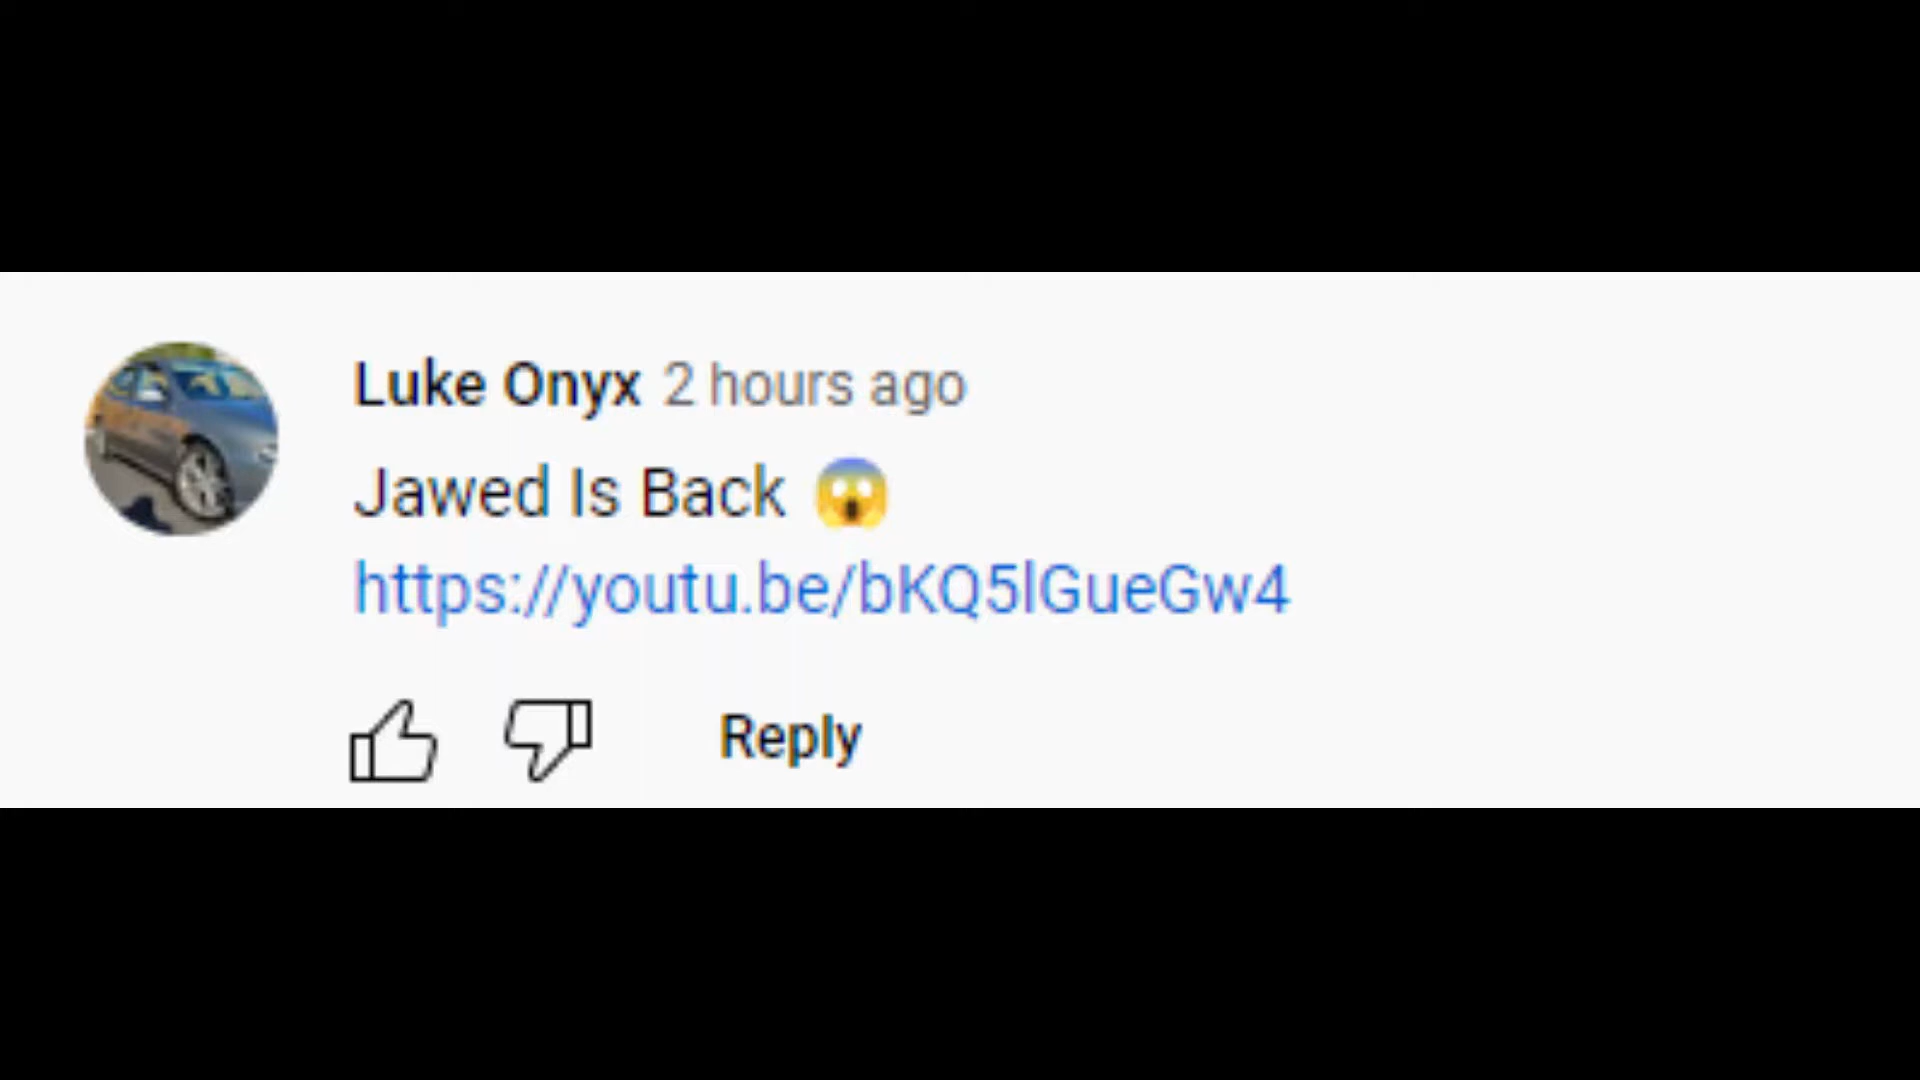 Luke Onyx 2 hours ago
Jawed Is Back 😱
https://youtu.be/bKQ5lGueGw4
Reply